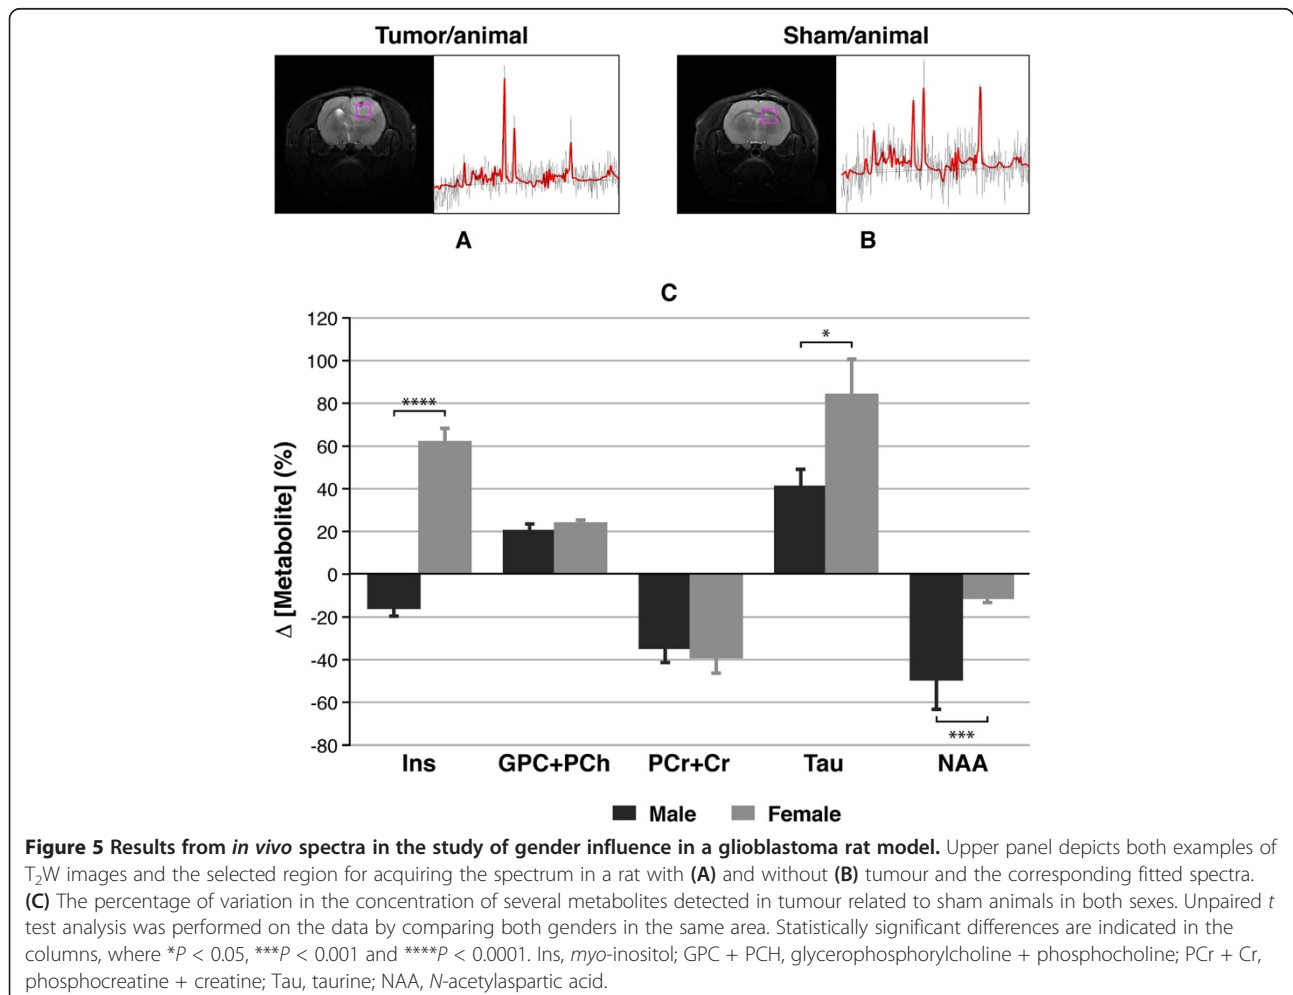 Tumor/animal
Sham/animal
A
B
C
120
100
80
60
40
20
0
-20
-40
-60
-80
Δ [Metabolite] (%)
****
*
***
Ins
GPC+PCh
PCr+Cr
Tau
NAA
Male
Female
Figure 5 Results from in vivo spectra in the study of gender influence in a glioblastoma rat model. Upper panel depicts both examples of
T₂W images and the selected region for acquiring the spectrum in a rat with (A) and without (B) tumour and the corresponding fitted spectra.
(C) The percentage of variation in the concentration of several metabolites detected in tumour related to sham animals in both sexes. Unpaired t
test analysis was performed on the data by comparing both genders in the same area. Statistically significant differences are indicated in the
columns, where *P < 0.05, ***P < 0.001 and ****P < 0.0001. Ins, myo-inositol; GPC + PCH, glycerophosphorylcholine + phosphocholine; PCr + Cr,
phosphocreatine + creatine; Tau, taurine; NAA, N-acetylaspartic acid.